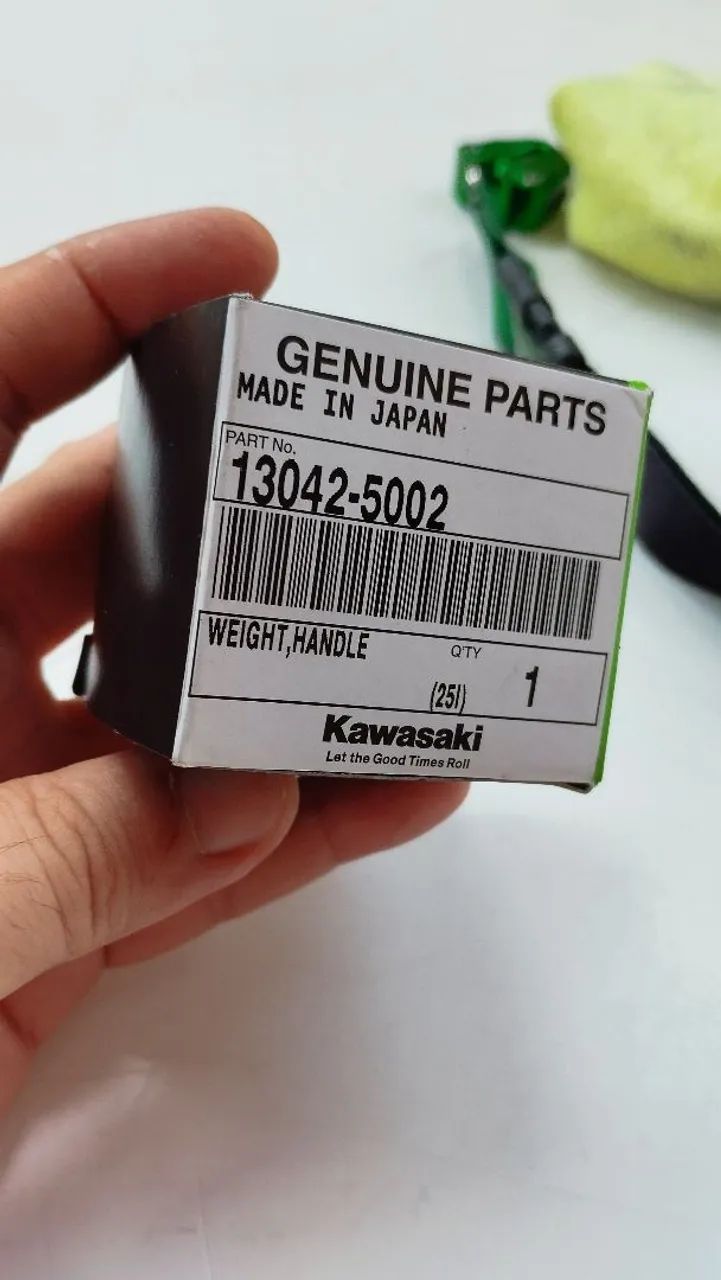 GENUINE PARTS
MADE IN JAPAN
PART No.
13042-5002
WEIGHT,HANDLE
Q'TY
(25I)
1
Kawasaki
Let the Good Times Roll